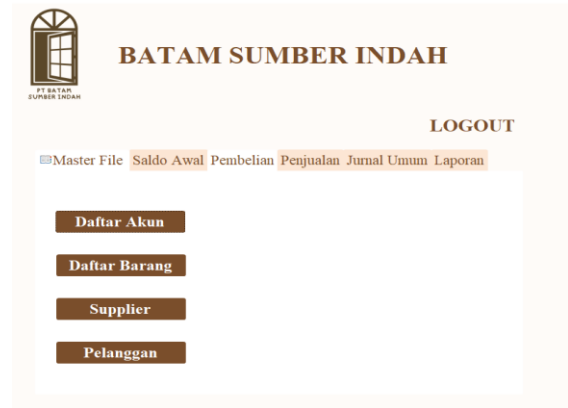 PT BATAM
SUMBER INDAH
BATAM SUMBER INDAH
LOGOUT
Master File Saldo Awal Pembelian Penjualan Jurnal Umum Laporan
Daftar Akun
Daftar Barang
Supplier
Pelanggan